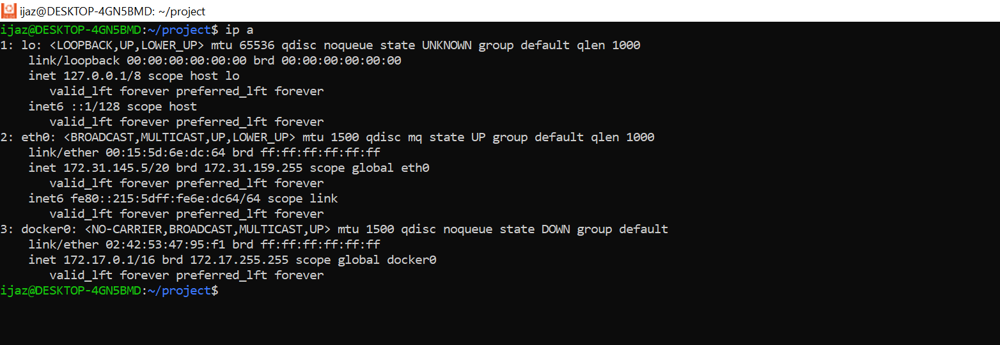 ijaz@DESKTOP-4GN5BMD: ~/project
ijaz@DESKTOP-4GN5BMD:~/project$ ip a
1: lo: <LOOPBACK,UP,LOWER_UP> mtu 65536 qdisc noqueue state UNKNOWN group default qlen 1000
    link/loopback 00:00:00:00:00:00 brd 00:00:00:00:00:00
    inet 127.0.0.1/8 scope host lo
       valid_lft forever preferred_lft forever
    inet6 ::1/128 scope host
       valid_lft forever preferred_lft forever
2: eth0: <BROADCAST,MULTICAST,UP,LOWER_UP> mtu 1500 qdisc mq state UP group default qlen 1000
    link/ether 00:15:5d:6e:dc:64 brd ff:ff:ff:ff:ff:ff
    inet 172.31.145.5/20 brd 172.31.159.255 scope global eth0
       valid_lft forever preferred_lft forever
    inet6 fe80::215:5dff:fe6e:dc64/64 scope link
       valid_lft forever preferred_lft forever
3: docker0: <NO-CARRIER,BROADCAST,MULTICAST,UP> mtu 1500 qdisc noqueue state DOWN group default
    link/ether 02:42:53:47:95:f1 brd ff:ff:ff:ff:ff:ff
    inet 172.17.0.1/16 brd 172.17.255.255 scope global docker0
       valid_lft forever preferred_lft forever
ijaz@DESKTOP-4GN5BMD:~/project$